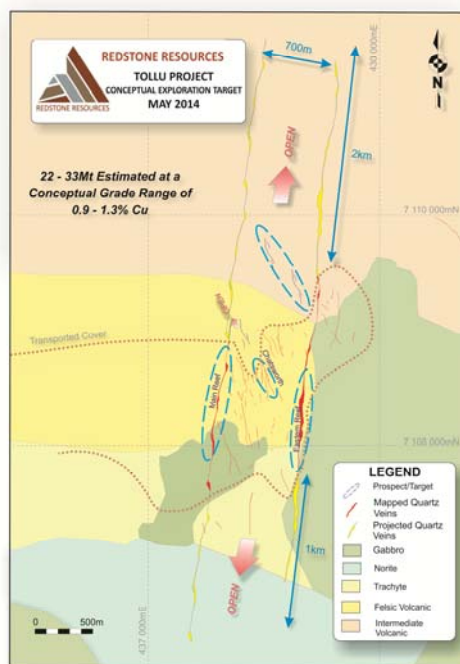 REDSTONE RESOURCES
REDSTONE RESOURCES
TOLLU PROJECT
CONCEPTUAL EXPLORATION TARGET
MAY 2014
700m
430 000mE
N
2km
OPEN
22 - 33Mt Estimated at a
Conceptual Grade Range of
0.9 - 1.3% Cu
7 110 000mN
Transported Cover
Chatsworth
Main Reef
Eastern Reef
7 108 000mN
1km
OPEN
437 000mE
0 500m
LEGEND
Prospect/Target
Mapped Quartz
Veins
Projected Quartz
Veins
Gabbro
Norite
Trachyte
Felsic Volcanic
Intermediate
Volcanic